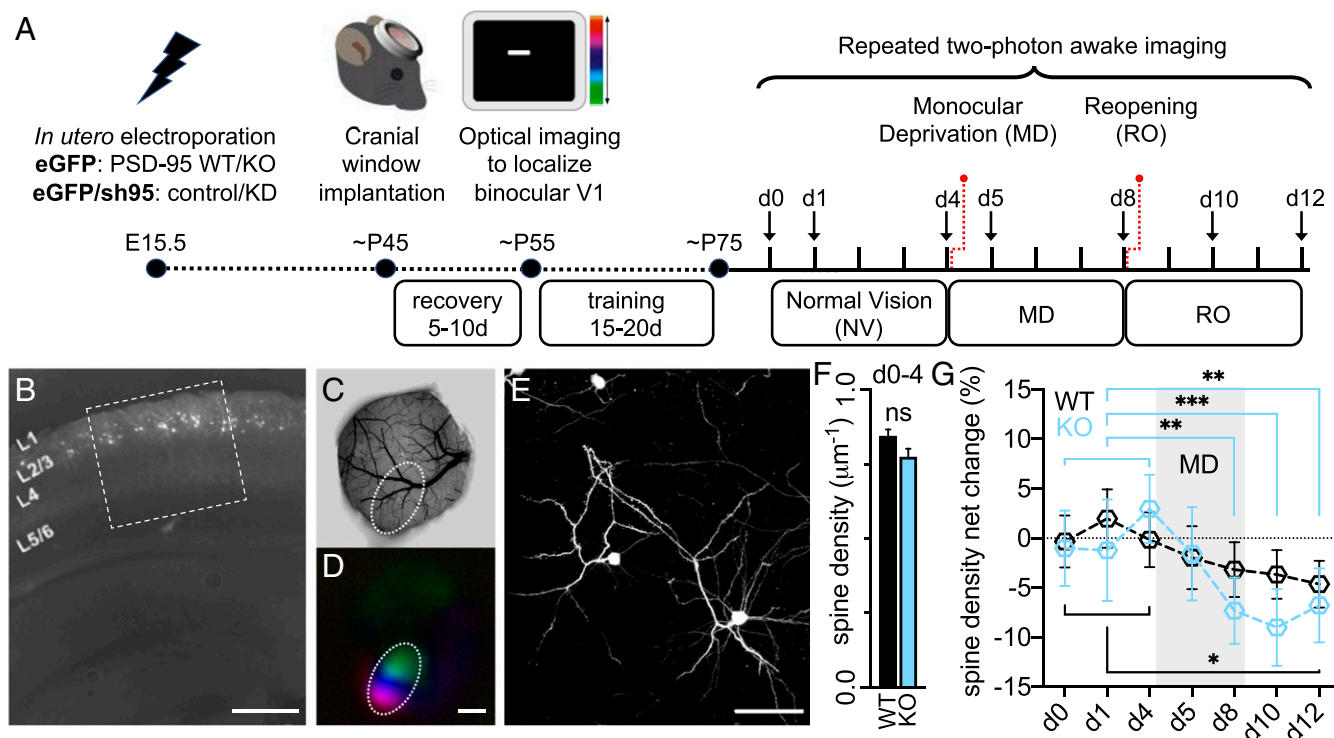 A
In utero electroporation
eGFP: PSD-95 WT/KO
eGFP/sh95: control/KD
Cranial
window
implantation
Optical imaging
to localize
binocular V1
Repeated two-photon awake imaging
Monocular
Deprivation (MD)
Reopening
(RO)
d0
d1
d4
d5
d8
d10
d12
E15.5
~P45
~P55
~P75
recovery
5-10d
training
15-20d
Normal Vision
(NV)
MD
RO
B
L1
L2/3
L4
L5/6
C
D
E
F
d0-4
ns
1.0
0.0
spine density (μm⁻¹)
WT
KO
G
spine density net change (%)
15
10
5
0
-5
-10
-15
WT
KO
MD
**
***
**
*
d0
d1
d4
d5
d8
d10
d12